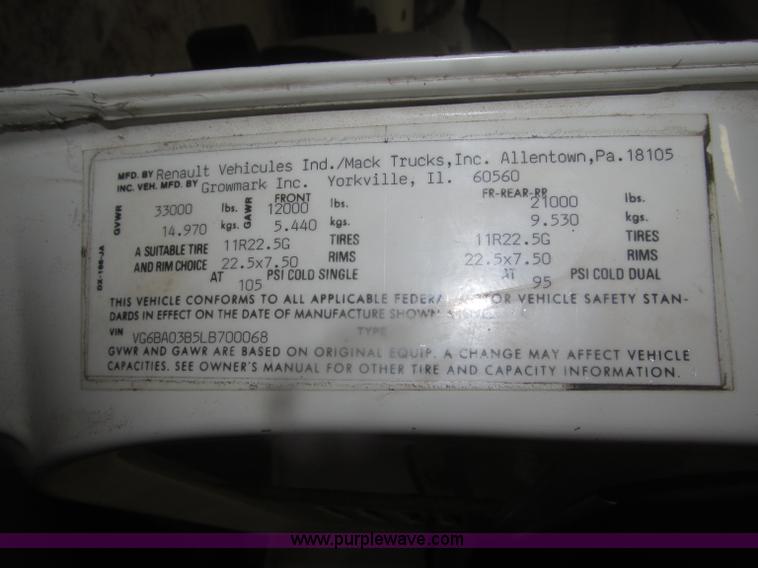 MFD. BY Renault Vehicules Ind./Mack Trucks,Inc. Allentown,Pa.18105
INC. VEH. MFD. BY Growmark Inc. Yorkville, Il. 60560
FRONT FR-REAR-RR
GVWR 33000 lbs. GAWR 12000 lbs. 21000 lbs.
14.970 kgs. 5.440 kgs. 9.530 kgs.
A SUITABLE TIRE 11R22.5G TIRES 11R22.5G TIRES
AND RIM CHOICE 22.5x7.50 RIMS 22.5x7.50 RIMS
AT 105 PSI COLD SINGLE AT 95 PSI COLD DUAL
THIS VEHICLE CONFORMS TO ALL APPLICABLE FEDERAL MOTOR VEHICLE SAFETY STAN-
DARDS IN EFFECT ON THE DATE OF MANUFACTURE SHOWN
VIN VG6BA03B5LB700068 TYPE
GVWR AND GAWR ARE BASED ON ORIGINAL EQUIP. A CHANGE MAY AFFECT VEHICLE
CAPACITIES. SEE OWNER'S MANUAL FOR OTHER TIRE AND CAPACITY INFORMATION.
www.purplewave.com